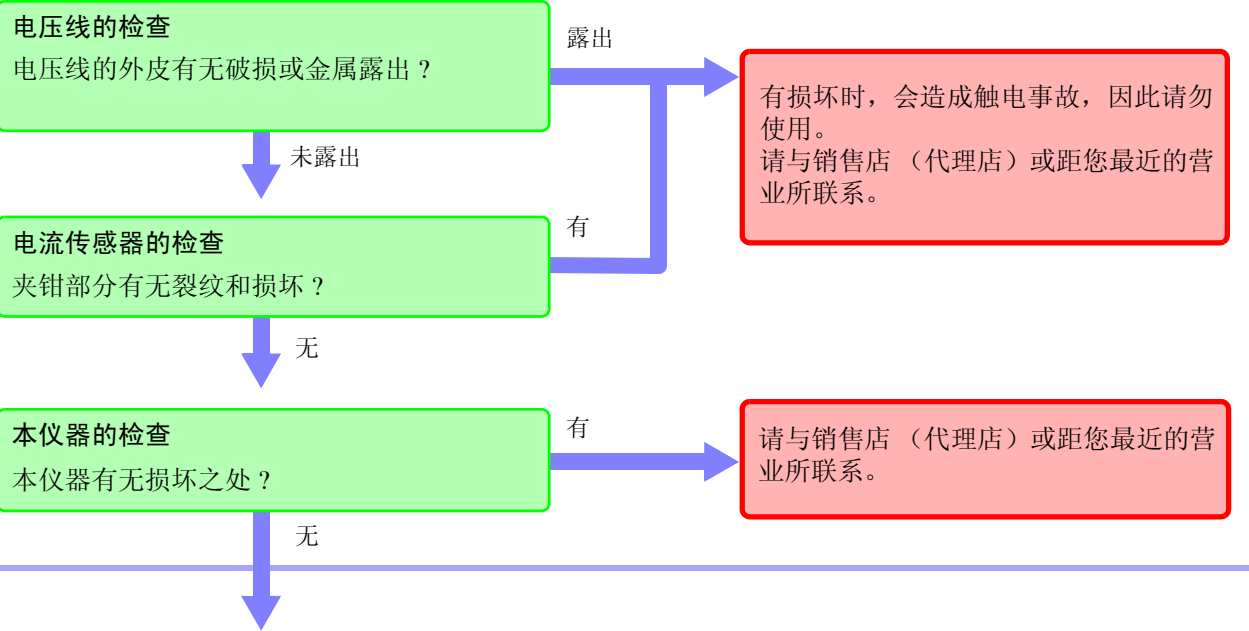 电压线的检查
电压线的外皮有无破损或金属露出？
露出
有损坏时，会造成触电事故，因此请勿
使用。
请与销售店 （代理店）或距您最近的营
业所联系。
未露出
电流传感器的检查
夹钳部分有无裂纹和损坏？
有
无
本仪器的检查
本仪器有无损坏之处？
有
请与销售店 （代理店）或距您最近的营
业所联系。
无